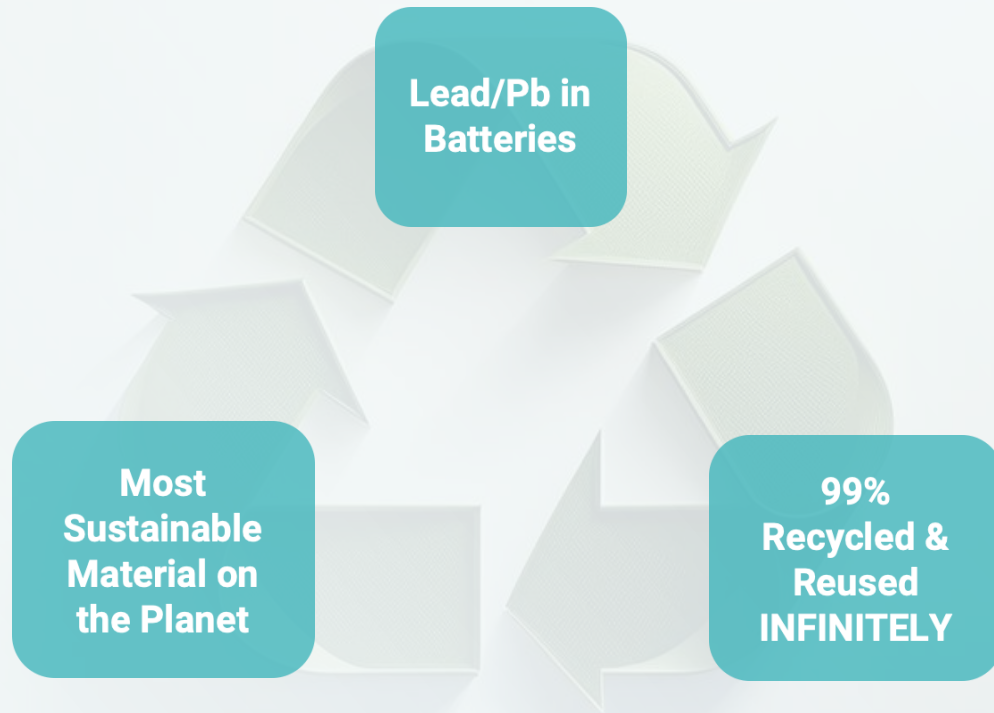 Lead/Pb in
Batteries
Most
Sustainable
Material on
the Planet
99%
Recycled &
Reused
INFINITELY